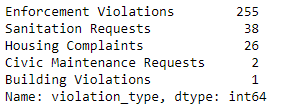 Enforcement Violations 255
Sanitation Requests 38
Housing Complaints 26
Civic Maintenance Requests 2
Building Violations 1
Name: violation_type, dtype: int64